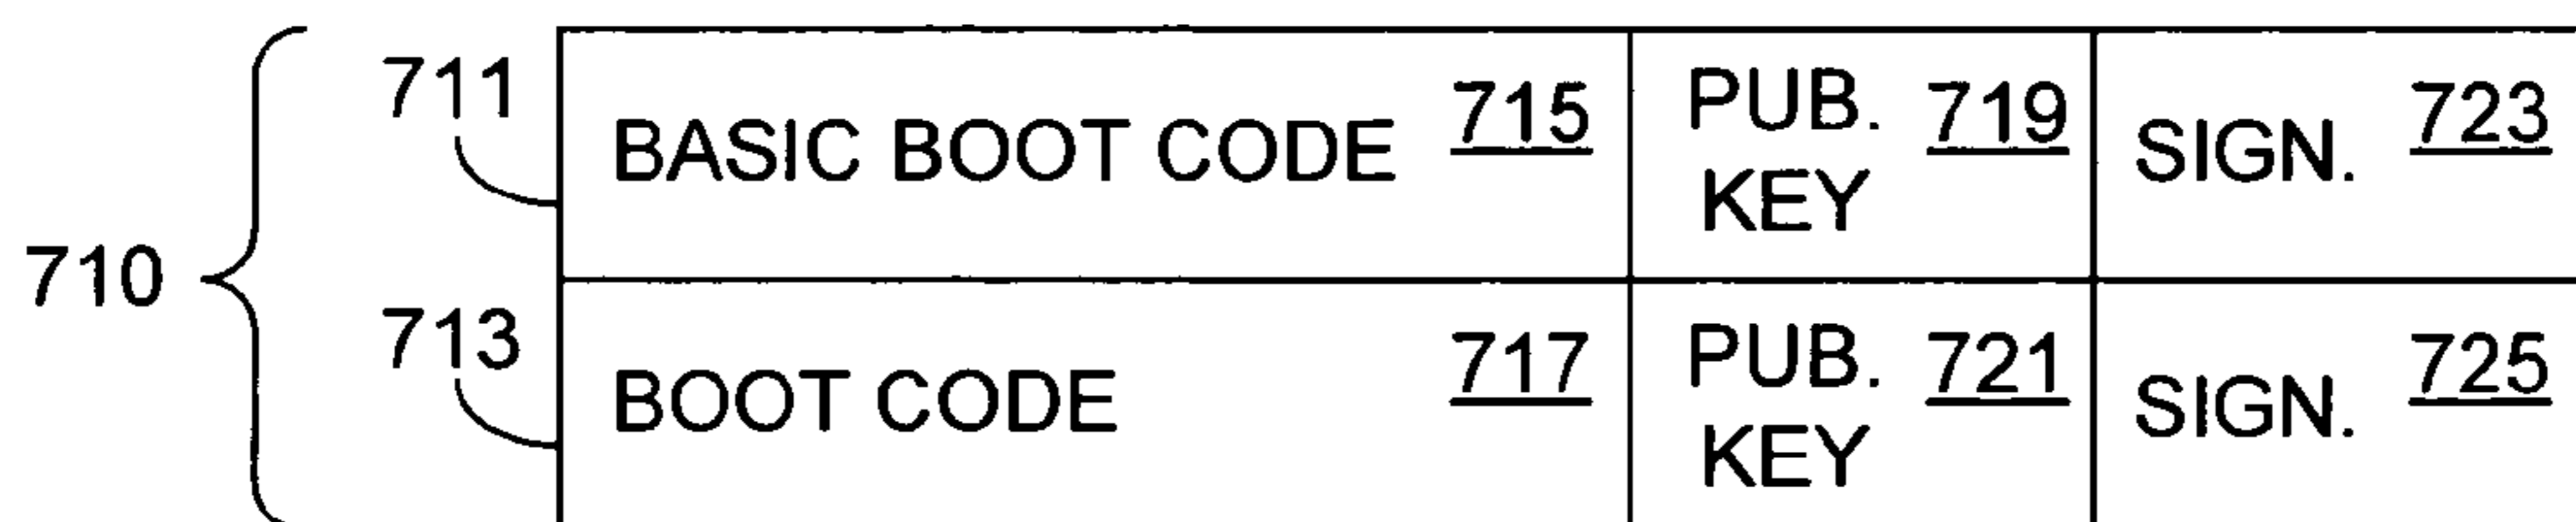 710
711
BASIC BOOT CODE 715
PUB. KEY 719
SIGN. 723
713
BOOT CODE 717
PUB. KEY 721
SIGN. 725